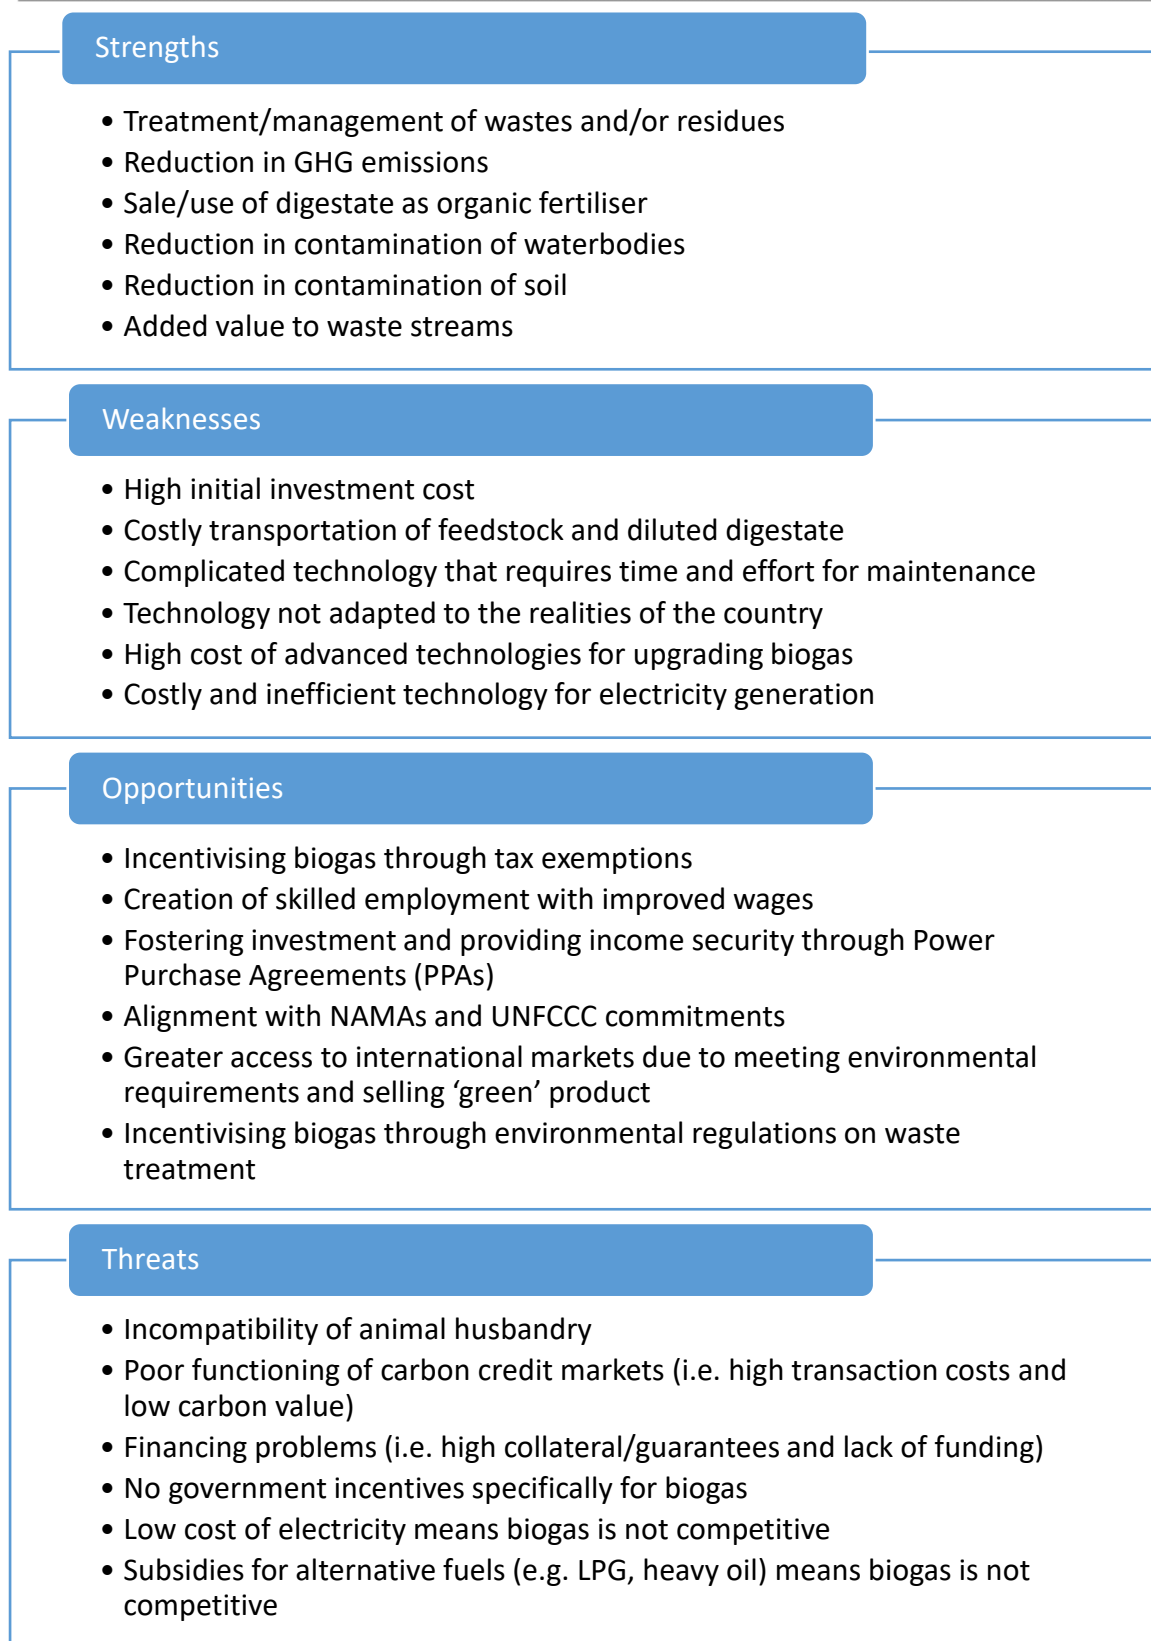 Strengths
• Treatment/management of wastes and/or residues
• Reduction in GHG emissions
• Sale/use of digestate as organic fertiliser
• Reduction in contamination of waterbodies
• Reduction in contamination of soil
• Added value to waste streams
Weaknesses
• High initial investment cost
• Costly transportation of feedstock and diluted digestate
• Complicated technology that requires time and effort for maintenance
• Technology not adapted to the realities of the country
• High cost of advanced technologies for upgrading biogas
• Costly and inefficient technology for electricity generation
Opportunities
• Incentivising biogas through tax exemptions
• Creation of skilled employment with improved wages
• Fostering investment and providing income security through Power
Purchase Agreements (PPAs)
• Alignment with NAMAs and UNFCCC commitments
• Greater access to international markets due to meeting environmental
requirements and selling ‘green’ product
• Incentivising biogas through environmental regulations on waste
treatment
Threats
• Incompatibility of animal husbandry
• Poor functioning of carbon credit markets (i.e. high transaction costs and
low carbon value)
• Financing problems (i.e. high collateral/guarantees and lack of funding)
• No government incentives specifically for biogas
• Low cost of electricity means biogas is not competitive
• Subsidies for alternative fuels (e.g. LPG, heavy oil) means biogas is not
competitive